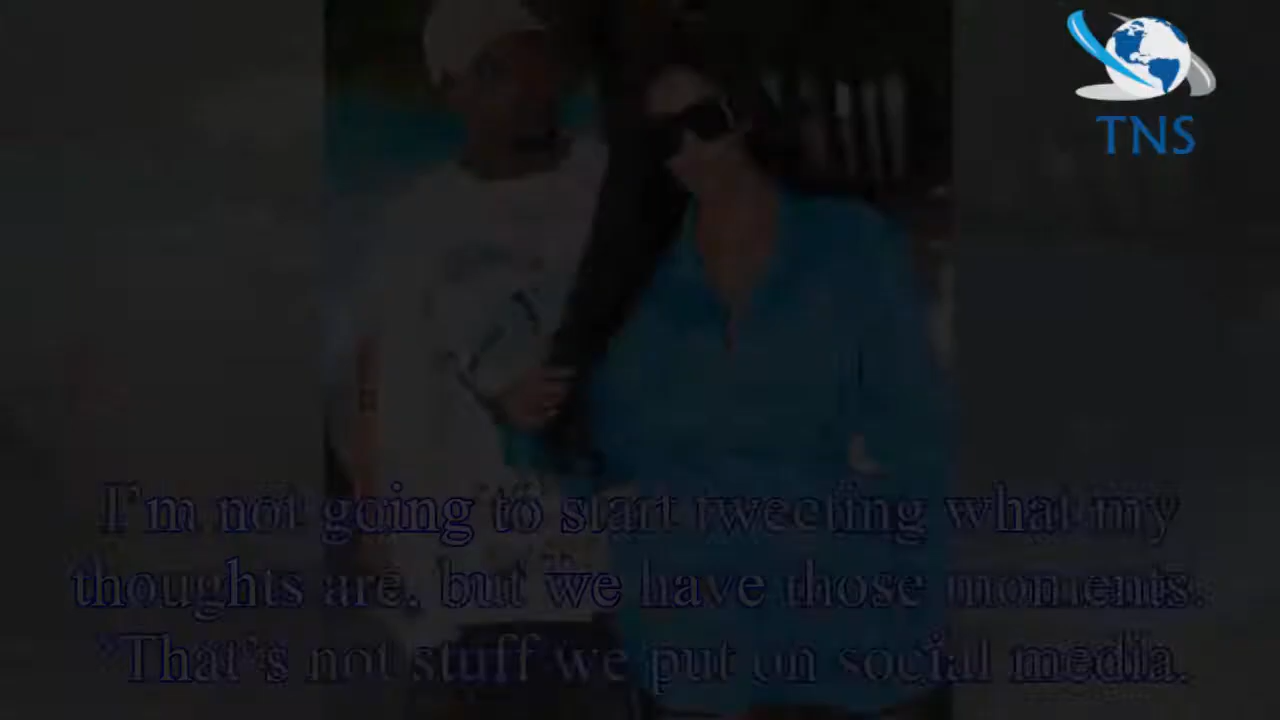 TNS
I'm not going to start tweeting what my
thoughts are, but we have those moments.
"That's not stuff we put on social media.